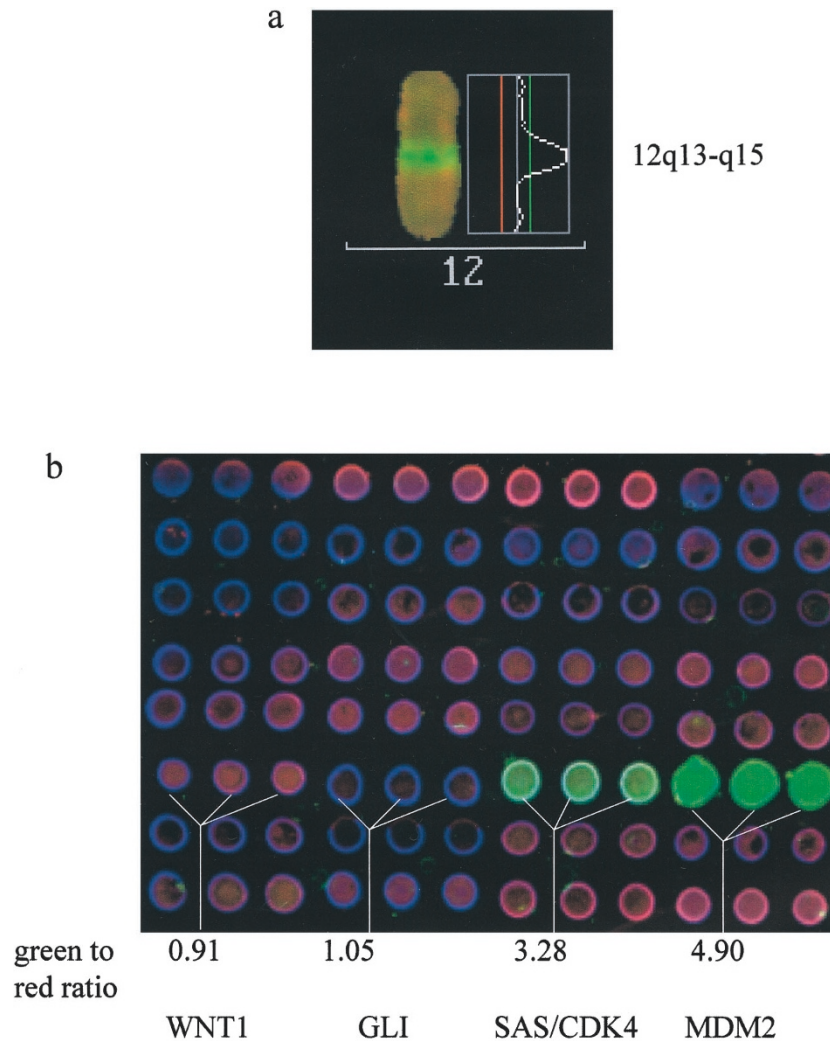 a
12q13-q15
12
b
green to red ratio
0.91 1.05 3.28 4.90
WNT1 GLI SAS/CDK4 MDM2